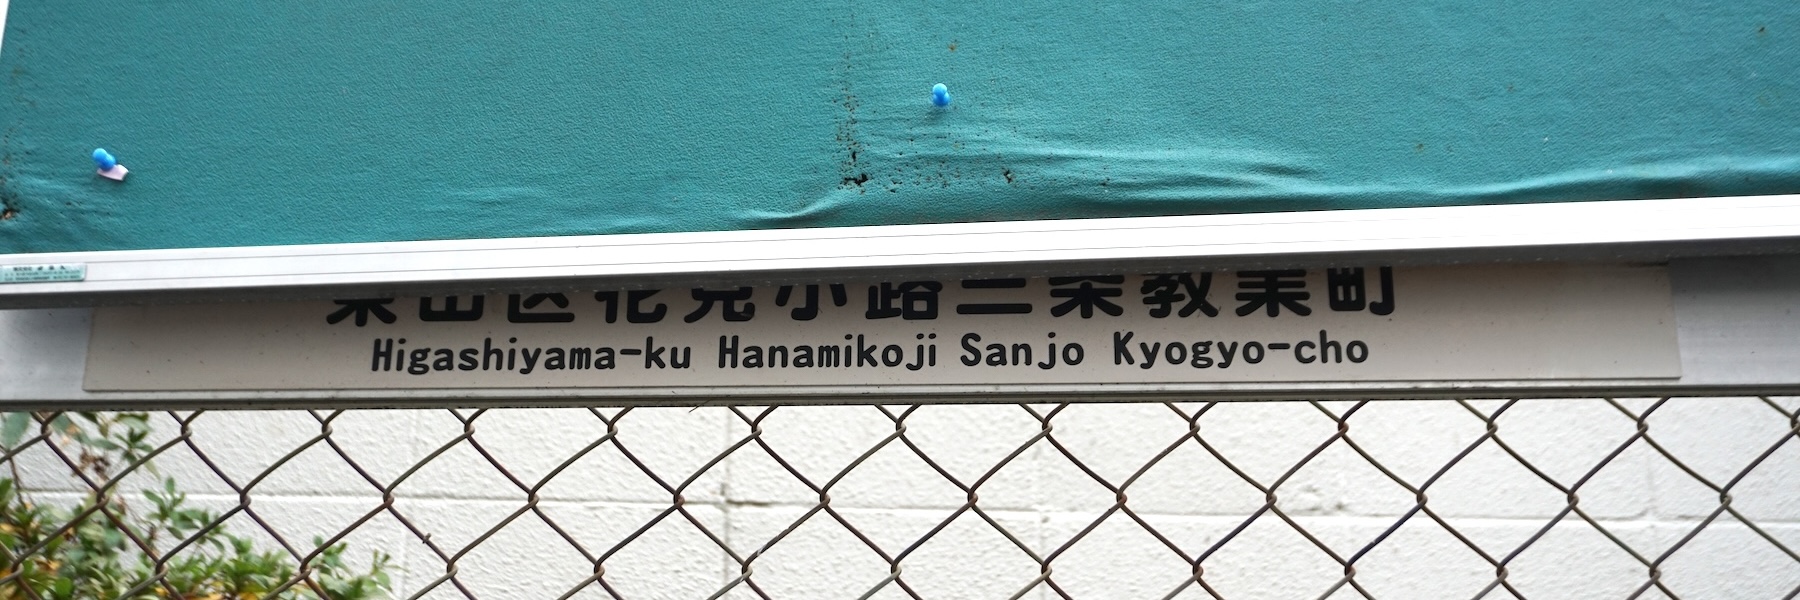 東山区花見小路三条教業町
Higashiyama-ku Hanamikoji Sanjo Kyogyo-cho